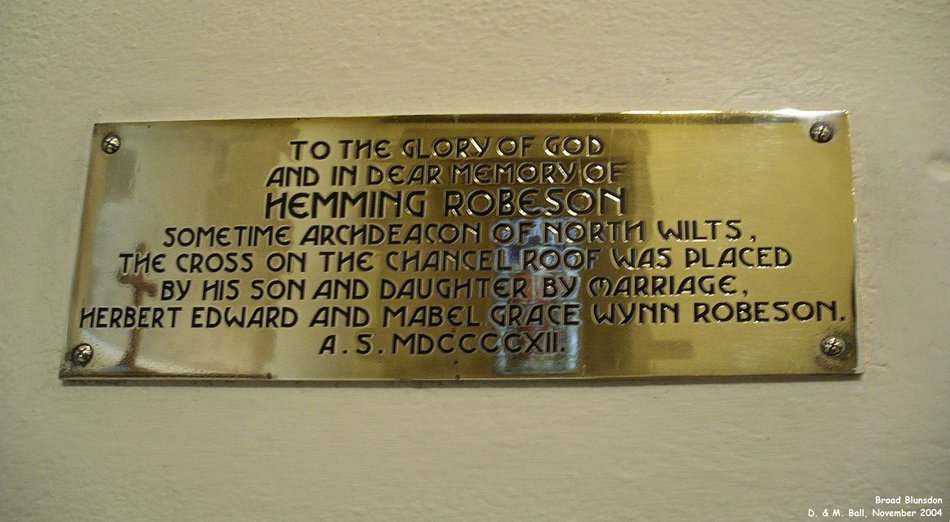 TO THE GLORY OF GOD
AND IN DEAR MEMORY OF
HEMMING ROBESON
SOMETIME ARCHDEACON OF NORTH WILTS,
THE CROSS ON THE CHANCEL ROOF WAS PLACED
BY HIS SON AND DAUGHTER BY MARRIAGE,
HERBERT EDWARD AND MABEL GRACE WYNN ROBESON.
A.S. MDCCCCXII.
Broad Blunsdon
D. & M. Ball, November 2004